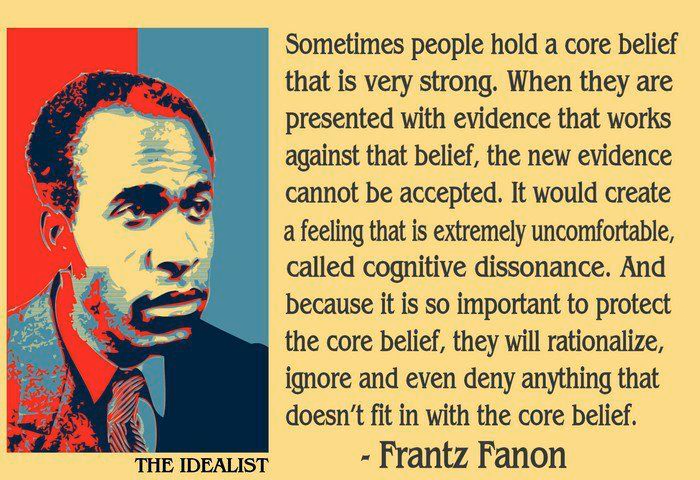 Sometimes people hold a core belief
that is very strong. When they are
presented with evidence that works
against that belief, the new evidence
cannot be accepted. It would create
a feeling that is extremely uncomfortable,
called cognitive dissonance. And
because it is so important to protect
the core belief, they will rationalize,
ignore and even deny anything that
doesn't fit in with the core belief.
- Frantz Fanon
THE IDEALIST